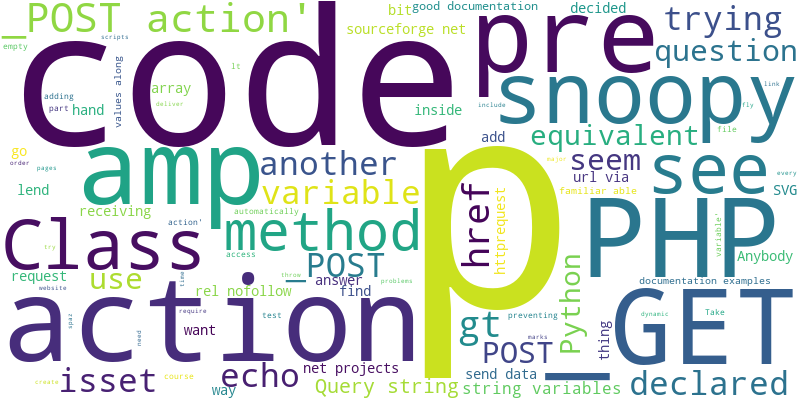 _POST action'
bit
good documentation
decided
trying
empty
scripts
code
pre
sourceforge net
question
adding
values along
array
lt
deliver
snoopy
link
part
hand
inside
include
fly
go
order
amp
another
add
equivalent
file
pages
seem
major
see
every
lend
variable
href
httprequest
url via
familiar able
SVG
receiving
automatically
p
PHP
Class
action'
method
access
variable'
Anybody
try
_POST
Python
request
time
use
answer
throw
problems
documentation examples
website
rel nofollow
find
action
require
gt
preventing
_GET
dynamic
Take
spaz
need
want
test
marks
thing
POST
isset
course
echo
net projects
send data
create
way
Query string
string variables
declared